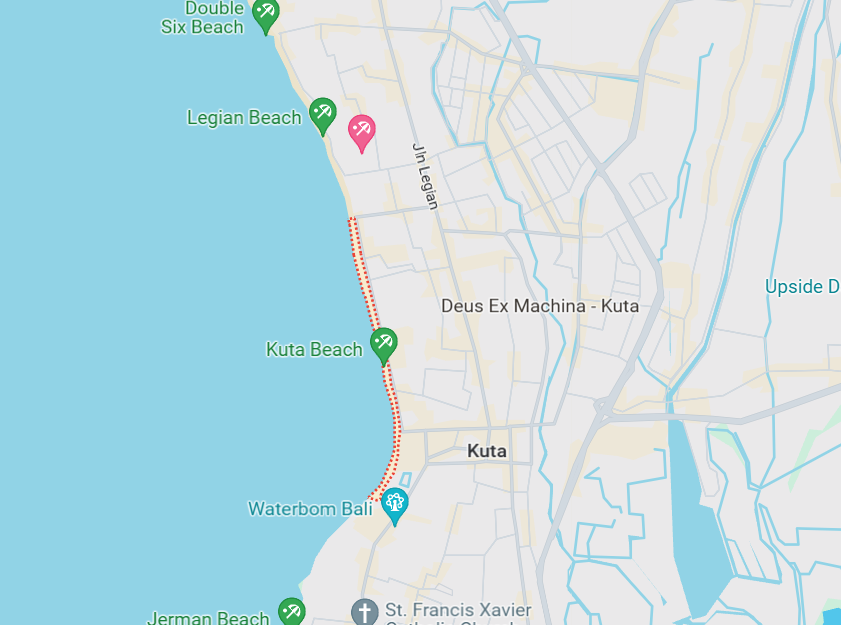 Double
Six Beach
Legian Beach
Jln Legian
Upside D
Deus Ex Machina - Kuta
Kuta Beach
Kuta
Waterbom Bali
St. Francis Xavier
Jerman Beach